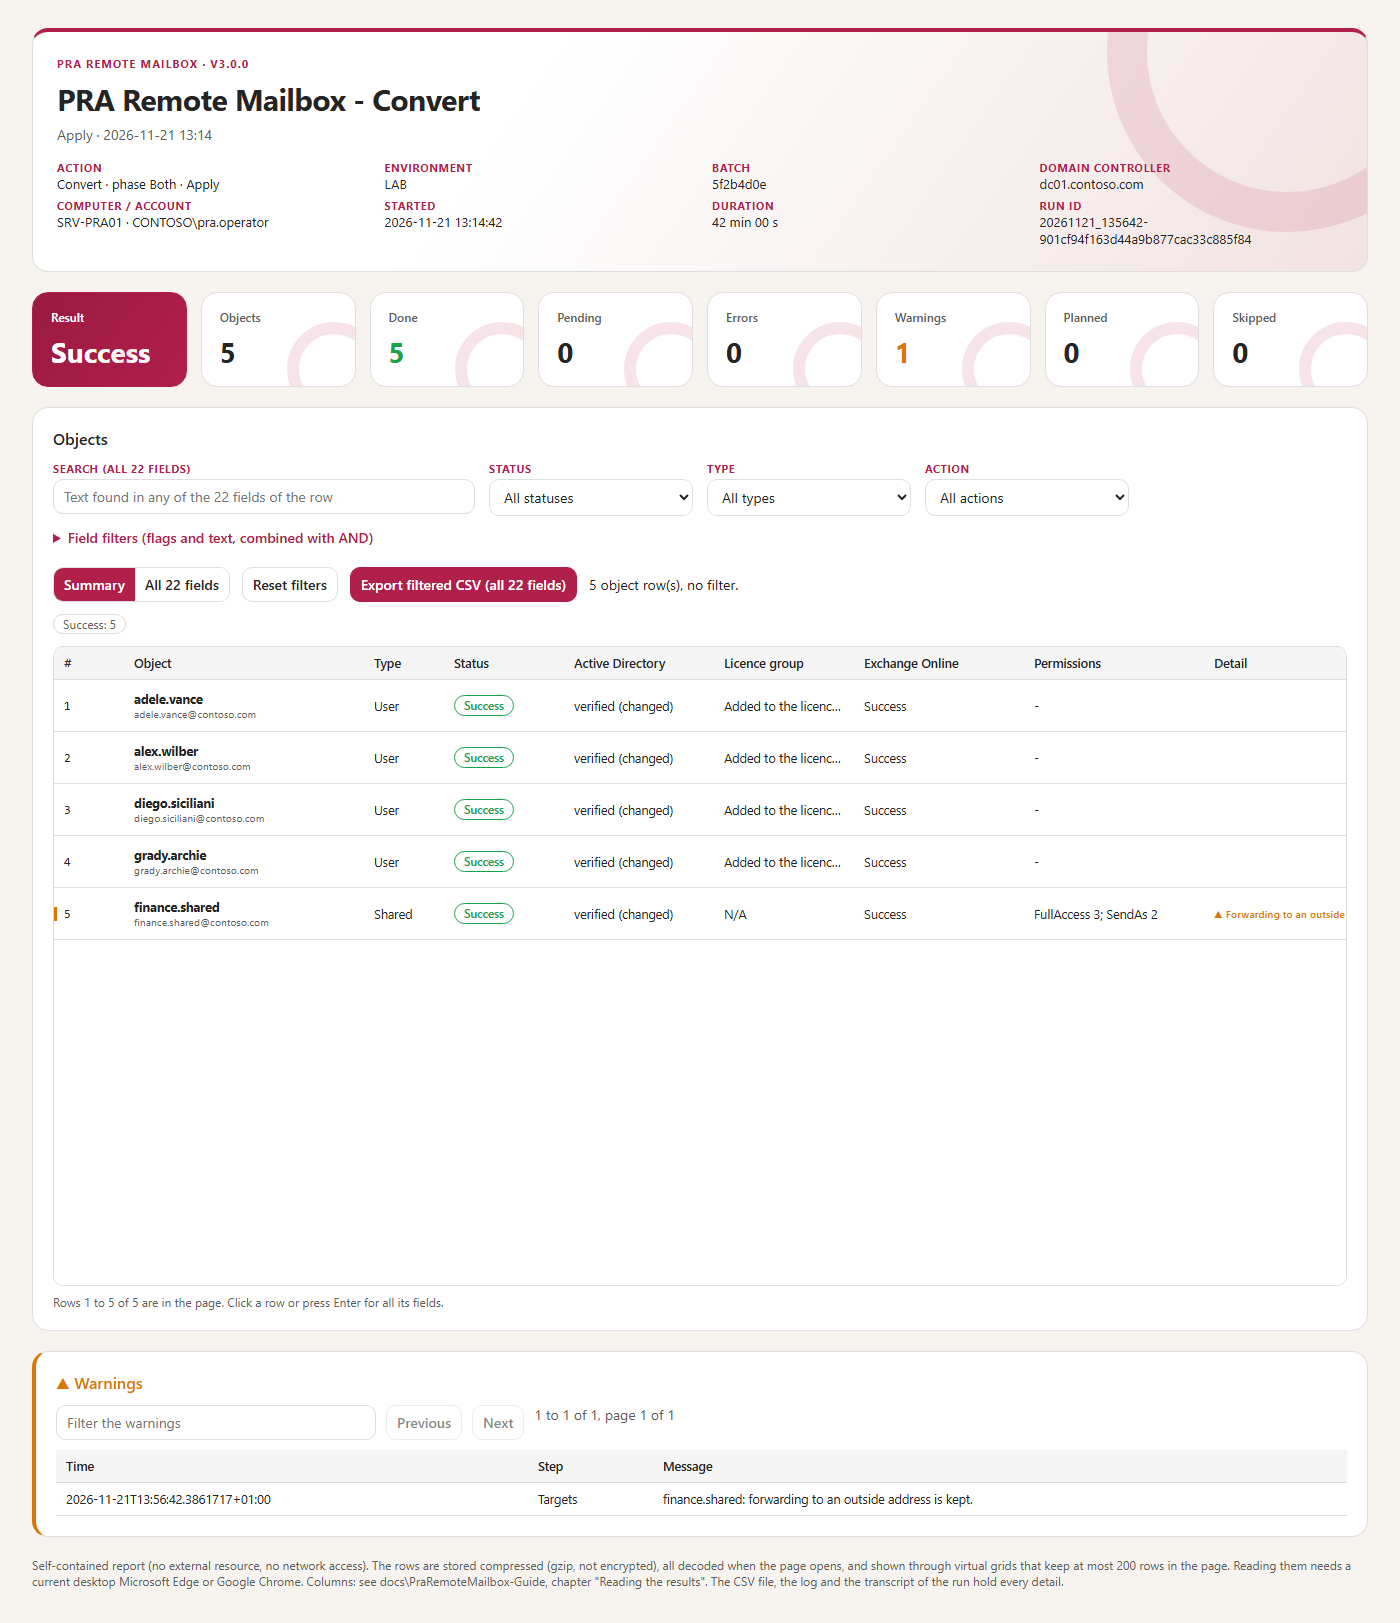 PRA REMOTE MAILBOX · V3.0.0
PRA Remote Mailbox - Convert
Apply · 2026-11-21 13:14
ACTION
Convert · phase Both · Apply
ENVIRONMENT
LAB
BATCH
5f2b4d0e
DOMAIN CONTROLLER
dc01.contoso.com
COMPUTER / ACCOUNT
SRV-PRA01 · CONTOSO\pra.operator
STARTED
2026-11-21 13:14:42
DURATION
42 min 00 s
RUN ID
20261121_135642-
901cf94f163d44a9b877cac33c885f84
Result
Success
Objects
5
Done
5
Pending
0
Errors
0
Warnings
1
Planned
0
Skipped
0
Objects
SEARCH (ALL 22 FIELDS)
Text found in any of the 22 fields of the row
STATUS
All statuses
TYPE
All types
ACTION
All actions
▶ Field filters (flags and text, combined with AND)
Summary All 22 fields Reset filters Export filtered CSV (all 22 fields) 5 object row(s), no filter.
Success: 5
# Object Type Status Active Directory Licence group Exchange Online Permissions Detail
1 adele.vance User Success verified (changed) Added to the licenc... Success -
adele.vance@contoso.com
2 alex.wilber User Success verified (changed) Added to the licenc... Success -
alex.wilber@contoso.com
3 diego.siciliani User Success verified (changed) Added to the licenc... Success -
diego.siciliani@contoso.com
4 grady.archie User Success verified (changed) Added to the licenc... Success -
grady.archie@contoso.com
5 finance.shared Shared Success verified (changed) N/A Success FullAccess 3; SendAs 2 ▲ Forwarding to an outside
finance.shared@contoso.com
Rows 1 to 5 of 5 are in the page. Click a row or press Enter for all its fields.
▲ Warnings
Filter the warnings Previous Next 1 to 1 of 1, page 1 of 1
Time Step Message
2026-11-21T13:56:42.3861717+01:00 Targets finance.shared: forwarding to an outside address is kept.
Self-contained report (no external resource, no network access). The rows are stored compressed (gzip, not encrypted), all decoded when the page opens, and shown through virtual grids that keep at most 200 rows in the page. Reading them needs a
current desktop Microsoft Edge or Google Chrome. Columns: see docs\PraRemoteMailbox-Guide, chapter "Reading the results". The CSV file, the log and the transcript of the run hold every detail.